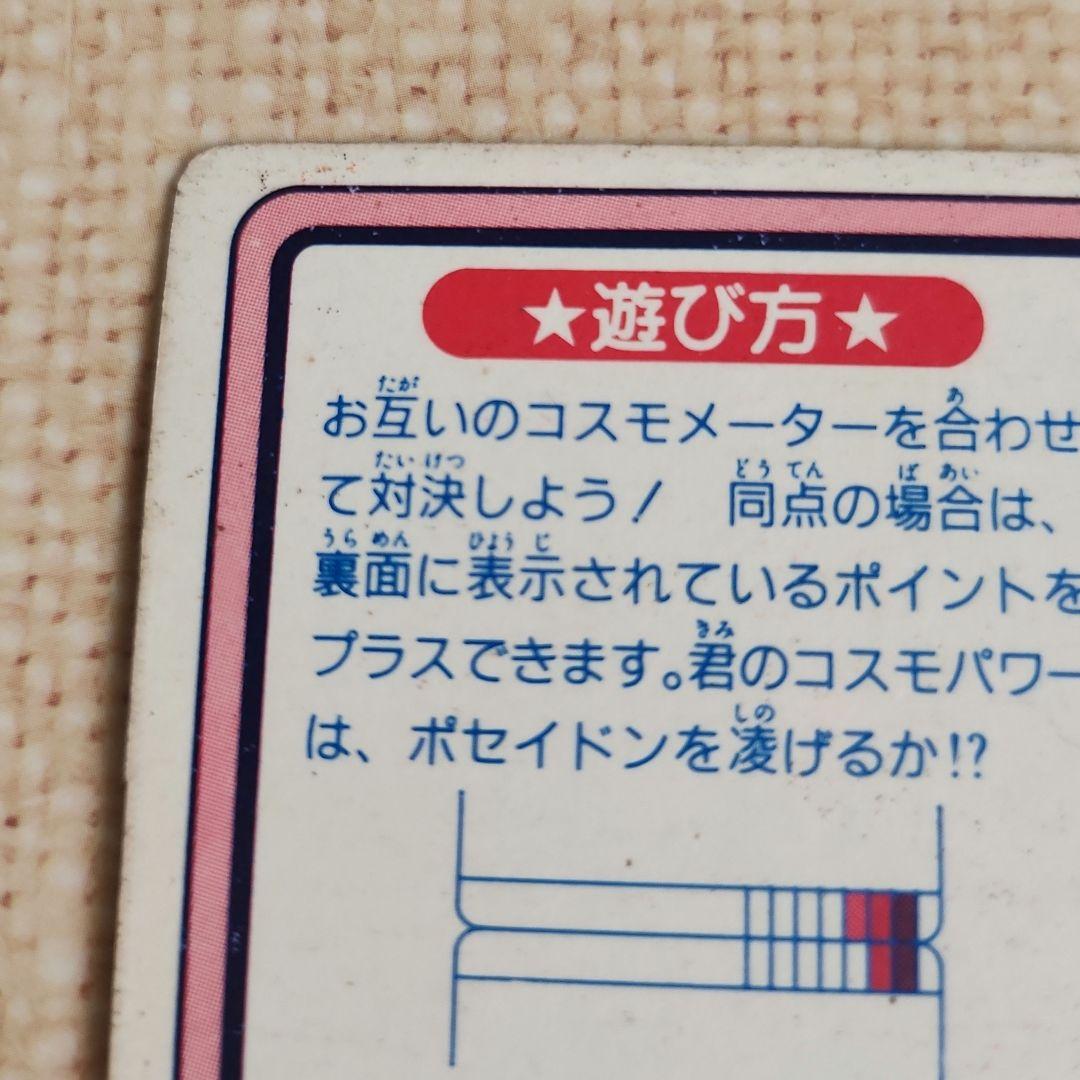 ★遊び方★
お互いのコスモメーターを合わせ
て対決しよう! 同点の場合は、
裏面に表示されているポイントを
プラスできます。君のコスモパワー
は、ポセイドンを凌げるか!?